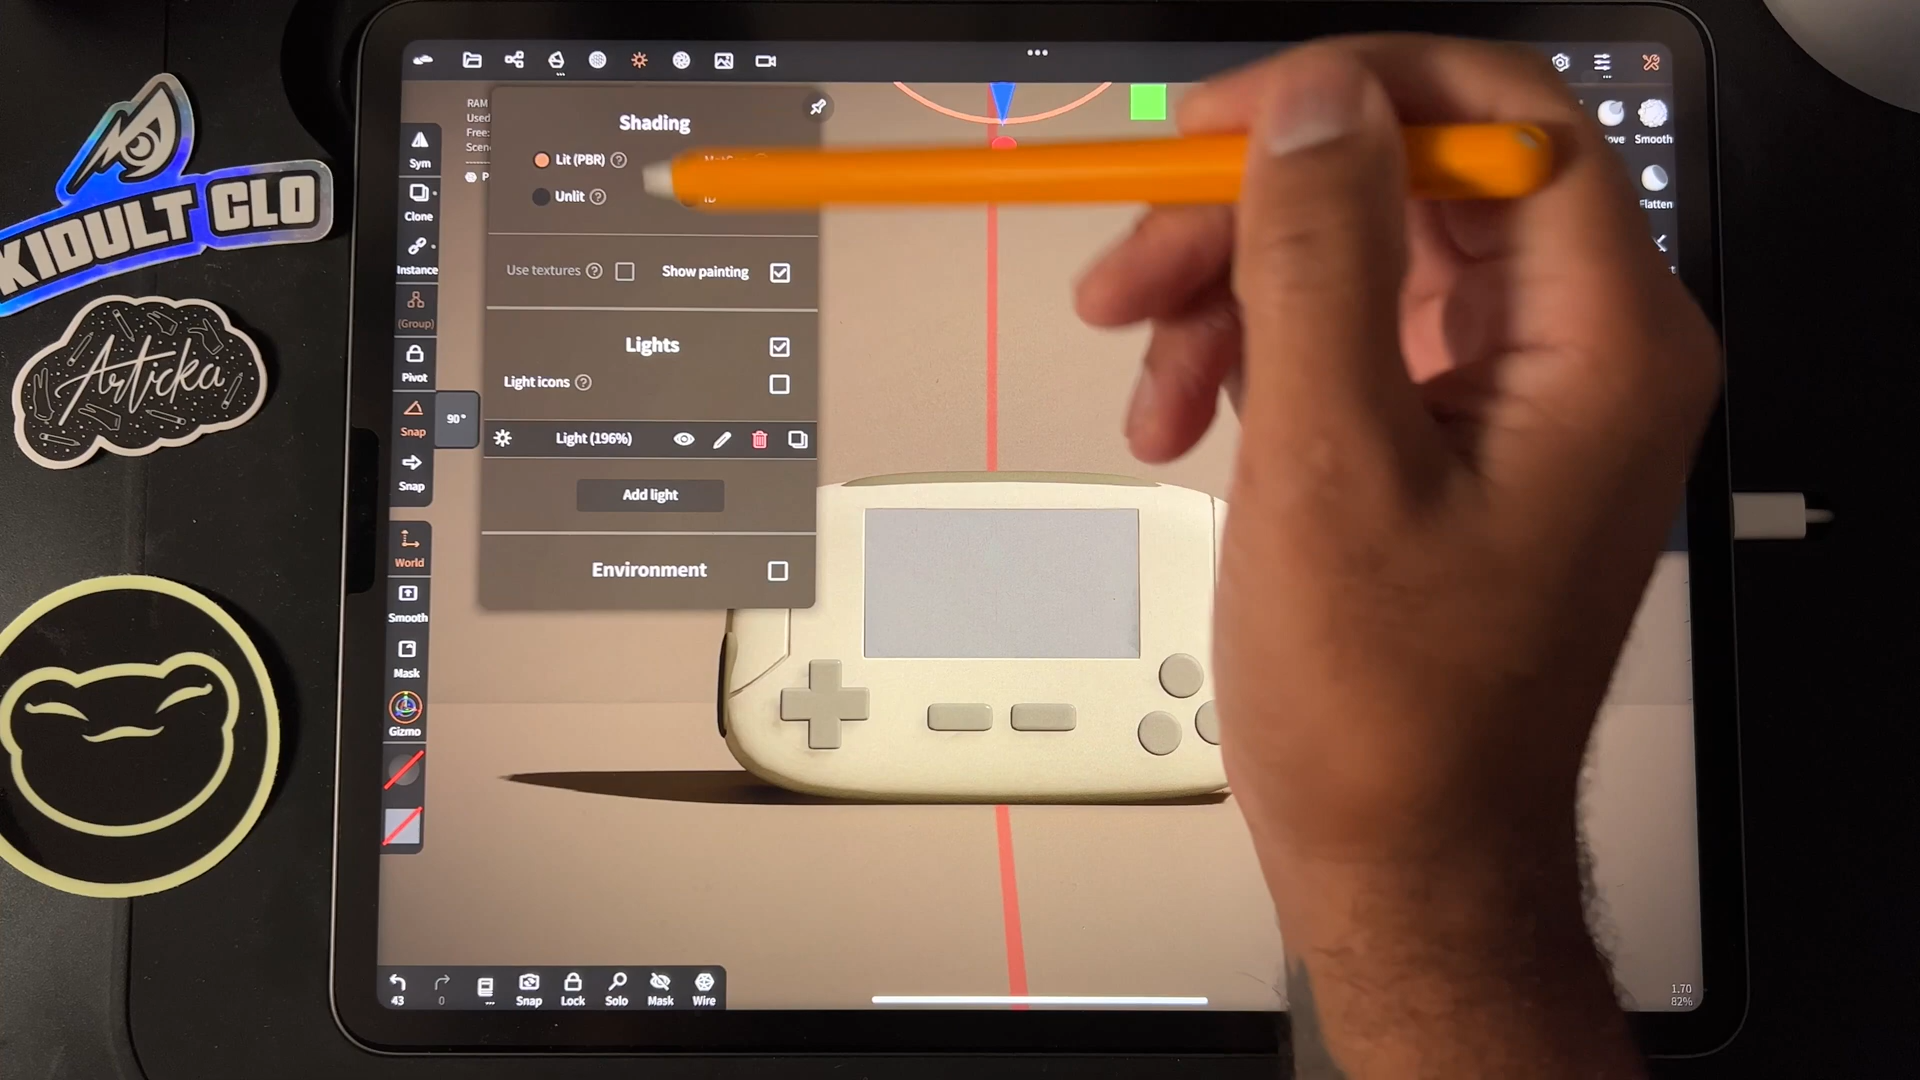 KIDULT CLO
Articka
RAM
Used
Free:
Scen
P
Shading
Lit (PBR)
Unlit
Use textures
Show painting
Lights
Light icons
Light (196%)
Add light
Environment
Sym
Clone
Instance
(Group)
Pivot
Snap
90°
Snap
World
Smooth
Mask
Gizmo
43
0
Snap
Lock
Solo
Mask
Wire
Smooth
Flatten
1.70
82%